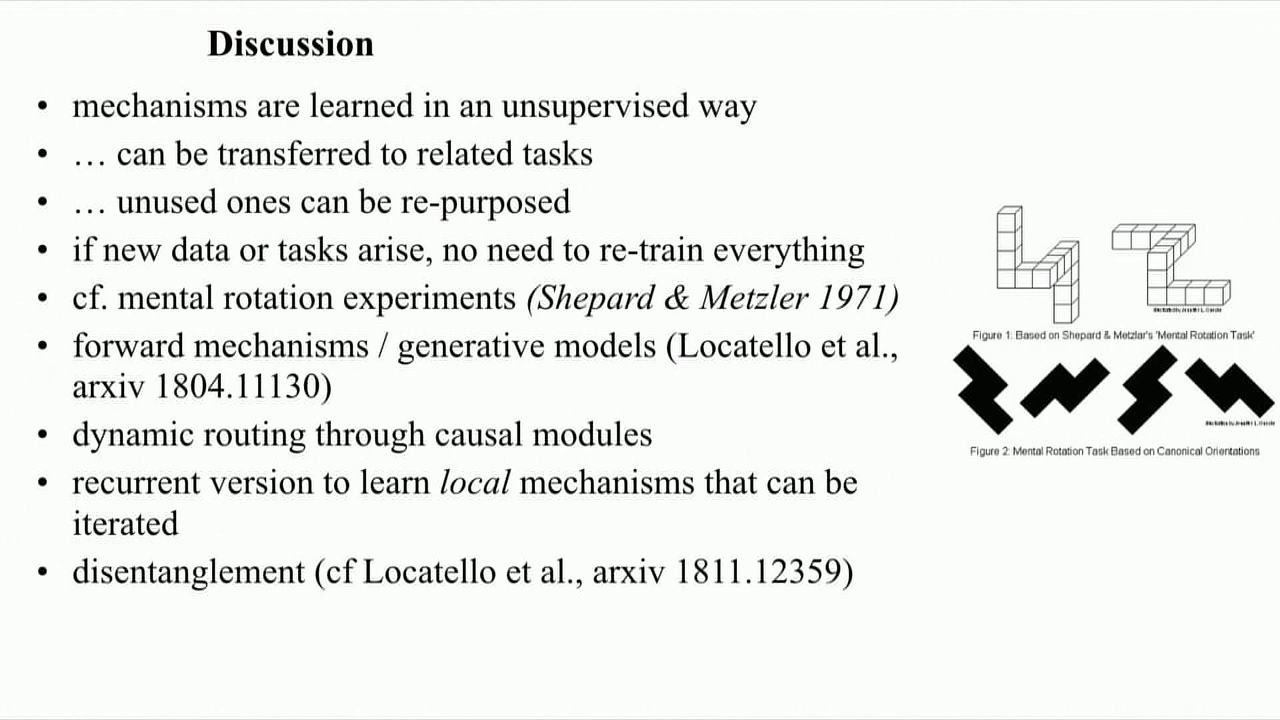 Discussion
• mechanisms are learned in an unsupervised way
• … can be transferred to related tasks
• … unused ones can be re-purposed
• if new data or tasks arise, no need to re-train everything
• cf. mental rotation experiments (Shepard & Metzler 1971)
• forward mechanisms / generative models (Locatello et al.,
arxiv 1804.11130)
• dynamic routing through causal modules
• recurrent version to learn local mechanisms that can be
iterated
• disentanglement (cf Locatello et al., arxiv 1811.12359)
Figure 1: Based on Shepard & Metzlar's 'Mental Rotation Task'
Figure 2: Mental Rotation Task Based on Canonical Orientations